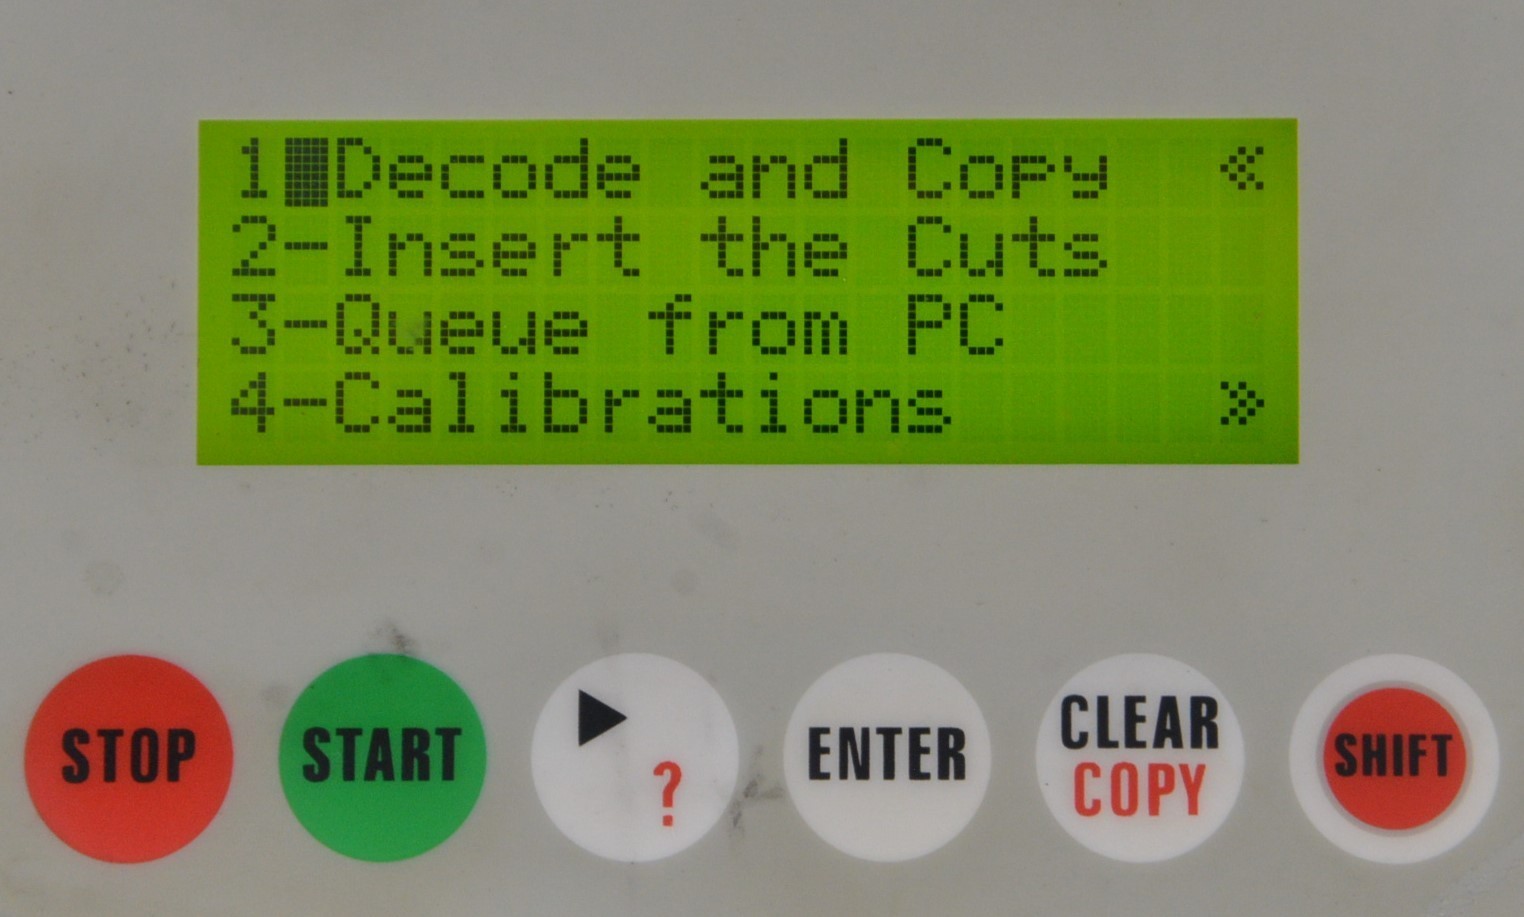 1█Decode and Copy «
2-Insert the Cuts
3-Queue from PC
4-Calibrations »
STOP START ? ENTER CLEAR SHIFT
COPY